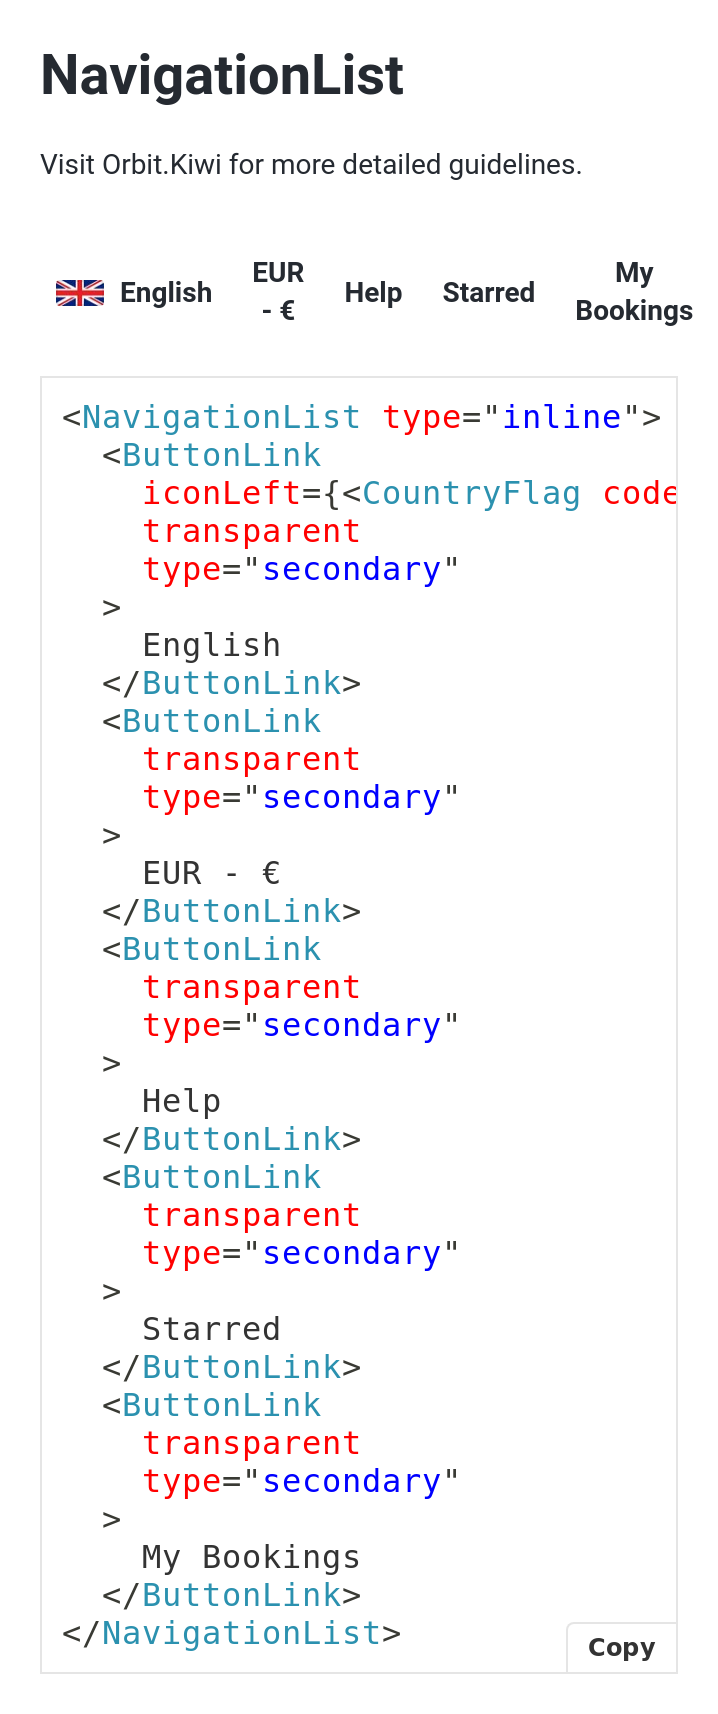 NavigationList
Visit Orbit.Kiwi for more detailed guidelines.
English EUR - € Help Starred My Bookings
<NavigationList type="inline">
  <ButtonLink
    iconLeft={<CountryFlag code
    transparent
    type="secondary"
  >
    English
  </ButtonLink>
  <ButtonLink
    transparent
    type="secondary"
  >
    EUR - €
  </ButtonLink>
  <ButtonLink
    transparent
    type="secondary"
  >
    Help
  </ButtonLink>
  <ButtonLink
    transparent
    type="secondary"
  >
    Starred
  </ButtonLink>
  <ButtonLink
    transparent
    type="secondary"
  >
    My Bookings
  </ButtonLink>
</NavigationList>
Copy